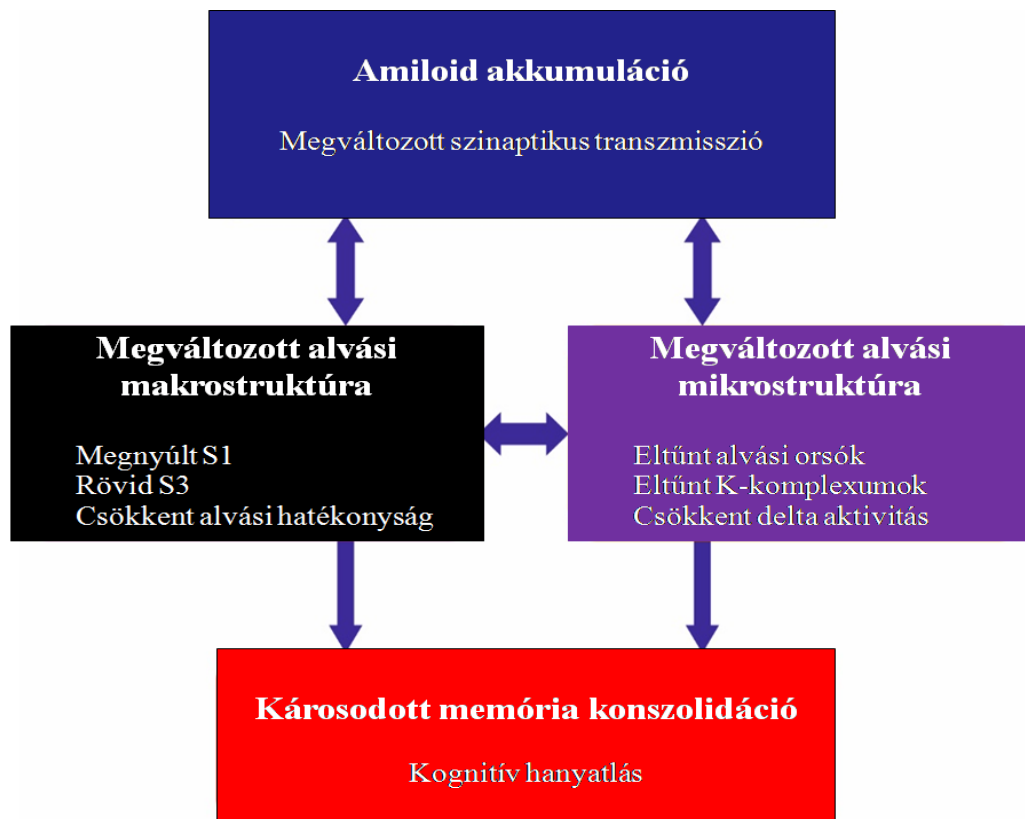 Amiloid akkumuláció
Megváltozott szinaptikus transzmisszió
Megváltozott alvási
makrostruktúra
Megnyúlt S1
Rövid S3
Csökkent alvási hatékonyság
Megváltozott alvási
mikrostruktúra
Eltűnt alvási orsók
Eltűnt K-komplexumok
Csökkent delta aktivitás
Károsodott memória konszolidáció
Kognitív hanyatlás